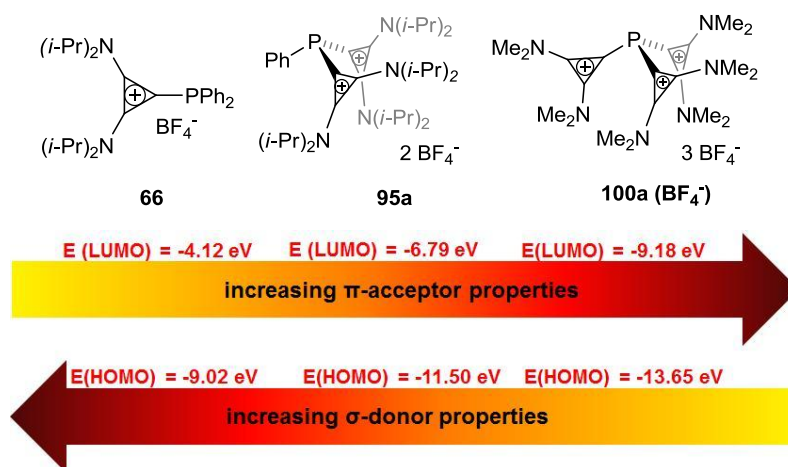 (i-Pr)₂N
(i-Pr)₂N
PPh₂
BF₄⁻
66
Ph
P
N(i-Pr)₂
N(i-Pr)₂
N(i-Pr)₂
(i-Pr)₂N
2 BF₄⁻
95a
Me₂N
Me₂N
P
NMe₂
NMe₂
NMe₂
Me₂N
3 BF₄⁻
100a (BF₄⁻)
E (LUMO) = -4.12 eV
E (LUMO) = -6.79 eV
E(LUMO) = -9.18 eV
increasing π-acceptor properties
E(HOMO) = -9.02 eV
E(HOMO) = -11.50 eV
E(HOMO) = -13.65 eV
increasing σ-donor properties